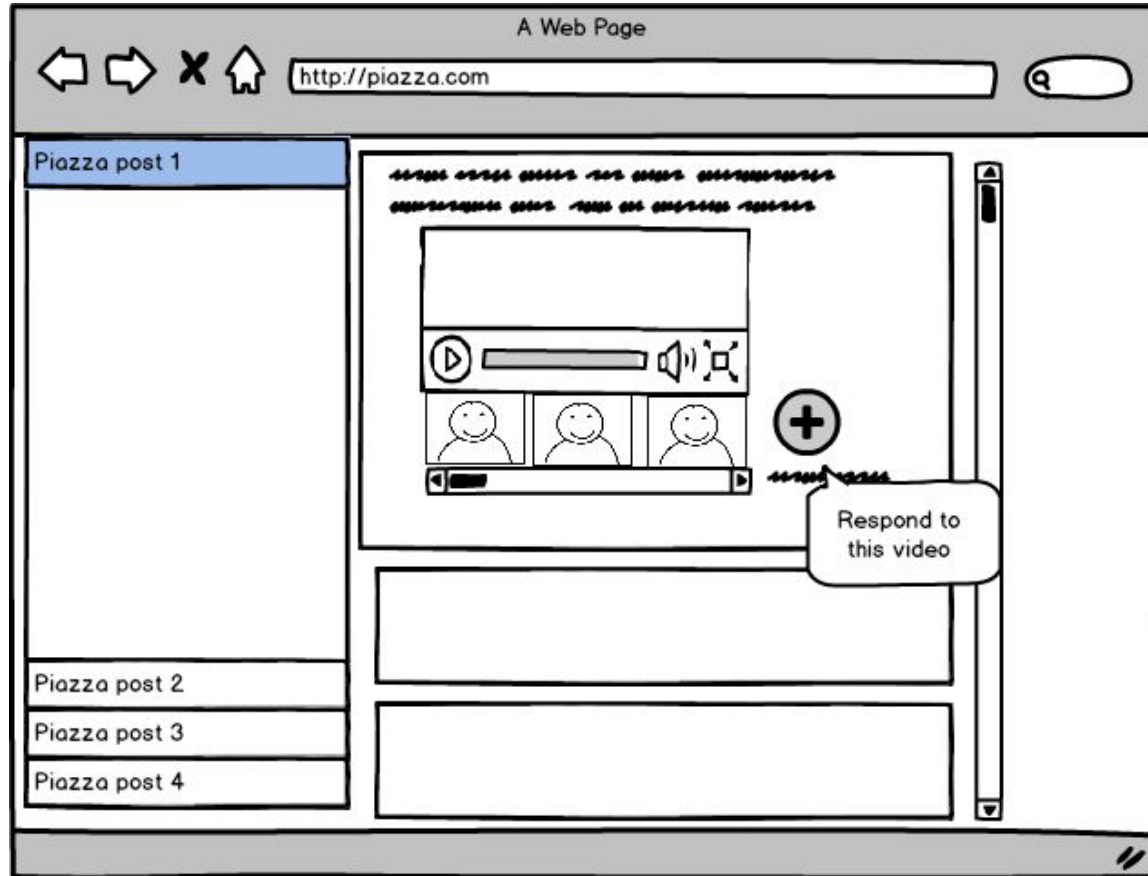 A Web Page
http://piazza.com
Piazza post 1
Respond to
this video
Piazza post 2
Piazza post 3
Piazza post 4